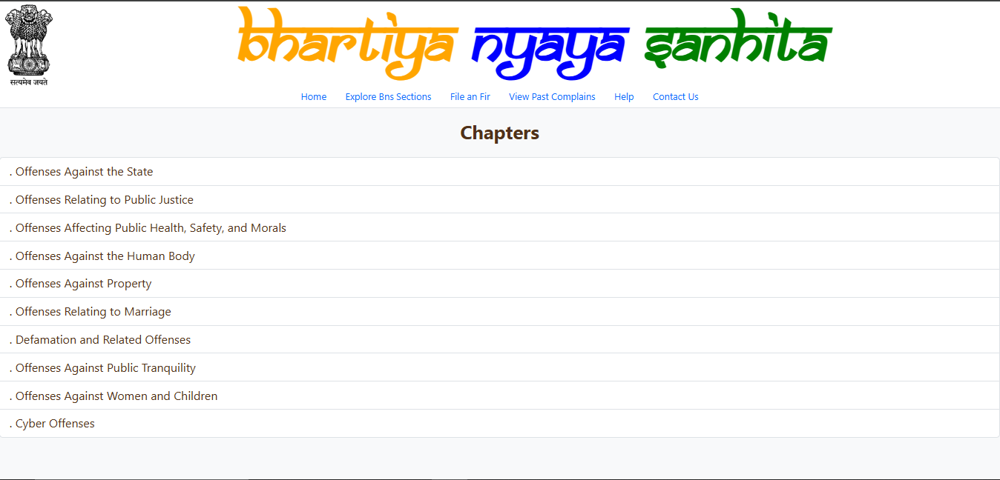 bhartiya nyaya sanhita
सत्यमेव जयते
Home Explore Bns Sections File an Fir View Past Complains Help Contact Us
Chapters
. Offenses Against the State
. Offenses Relating to Public Justice
. Offenses Affecting Public Health, Safety, and Morals
. Offenses Against the Human Body
. Offenses Against Property
. Offenses Relating to Marriage
. Defamation and Related Offenses
. Offenses Against Public Tranquility
. Offenses Against Women and Children
. Cyber Offenses